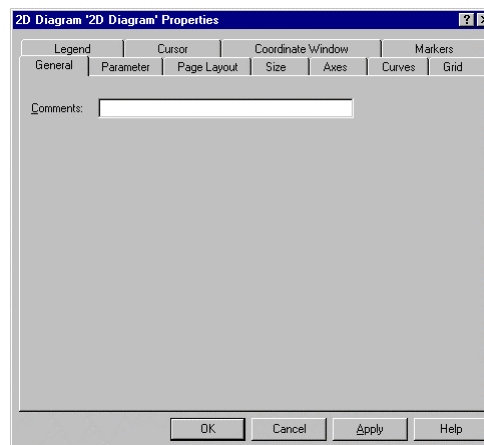 2D Diagram '2D Diagram' Properties
Legend Cursor Coordinate Window Markers
General Parameter Page Layout Size Axes Curves Grid
Comments:
OK Cancel Apply Help